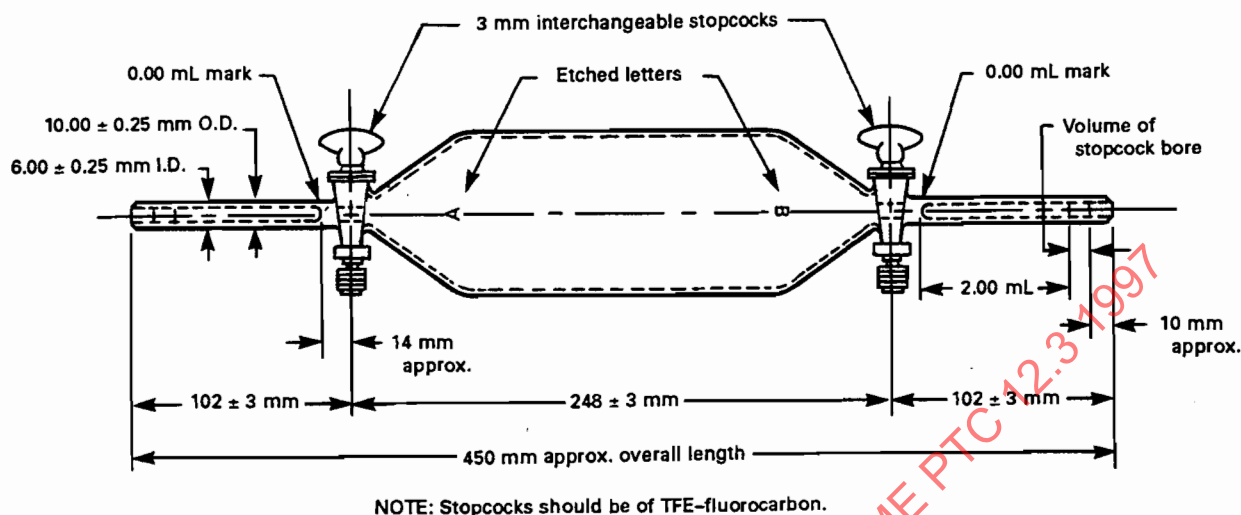 3 mm interchangeable stopcocks
0.00 mL mark
Etched letters
0.00 mL mark
10.00 ± 0.25 mm O.D.
6.00 ± 0.25 mm I.D.
Volume of
stopcock bore
A
B
2.00 mL
14 mm
approx.
10 mm
approx.
102 ± 3 mm
248 ± 3 mm
102 ± 3 mm
450 mm approx. overall length
NOTE: Stopcocks should be of TFE-fluorocarbon.
ME PTC 12.3 1997